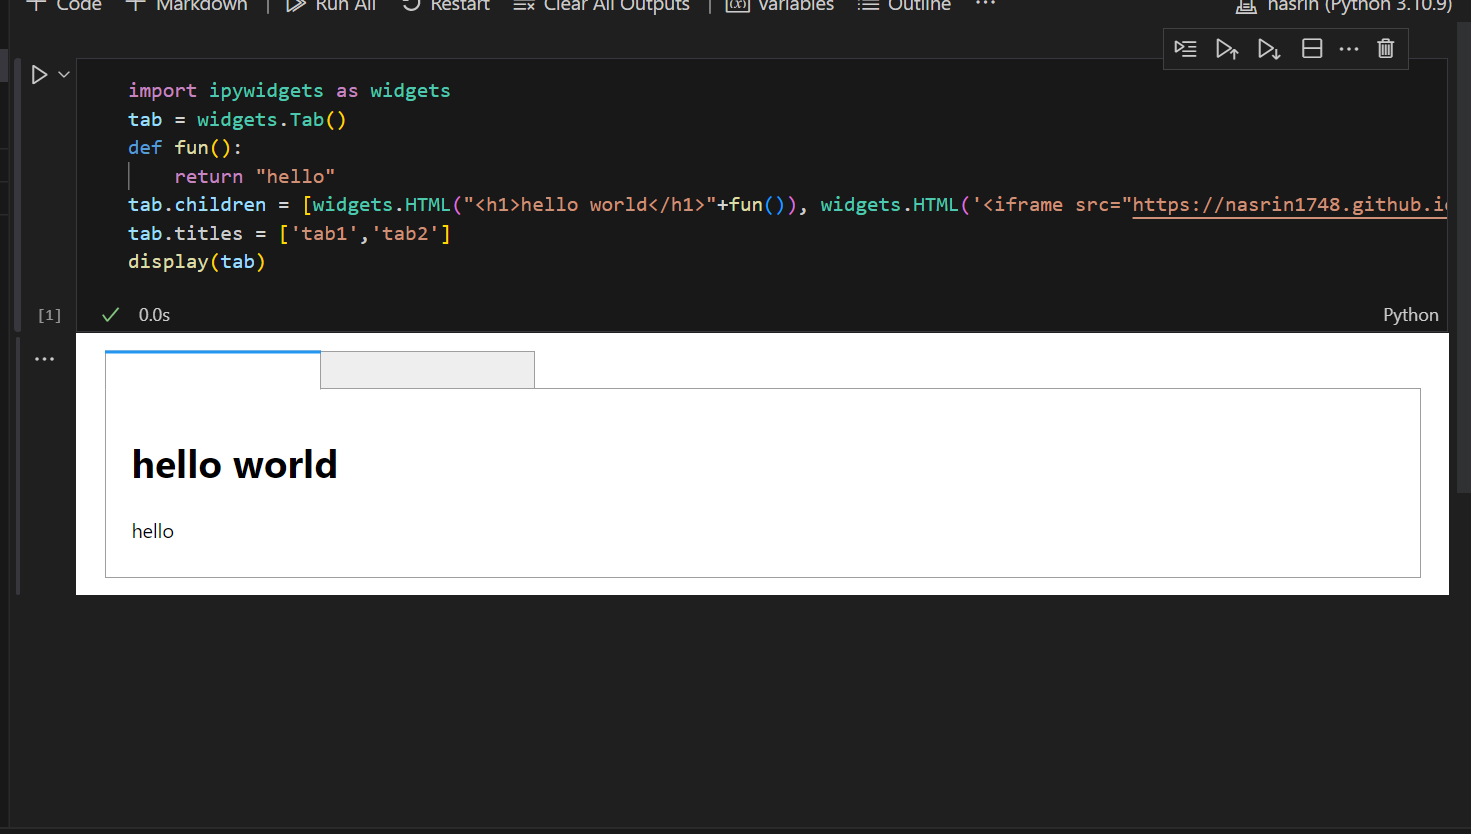 Code Markdown Run All Restart Clear All Outputs Variables Outline ... nasrin (Python 3.10.9)
import ipywidgets as widgets
tab = widgets.Tab()
def fun():
    return "hello"
tab.children = [widgets.HTML("<h1>hello world</h1>"+fun()), widgets.HTML('<iframe src="https://nasrin1748.github.i
tab.titles = ['tab1','tab2']
display(tab)
[1] 0.0s Python
hello world
hello